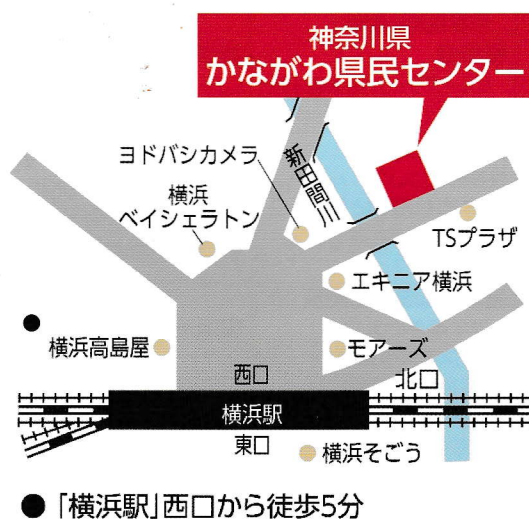 神奈川県
かながわ県民センター
ヨドバシカメラ
新田間川
横浜
ベイシェラトン
TSプラザ
エキニア横浜
横浜高島屋
モアーズ
西口
北口
横浜駅
東口
横浜そごう
●「横浜駅」西口から徒歩5分